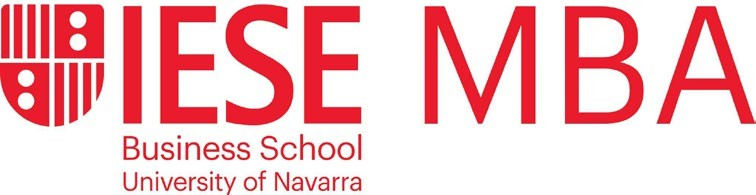 IESE MBA
Business School
University of Navarra